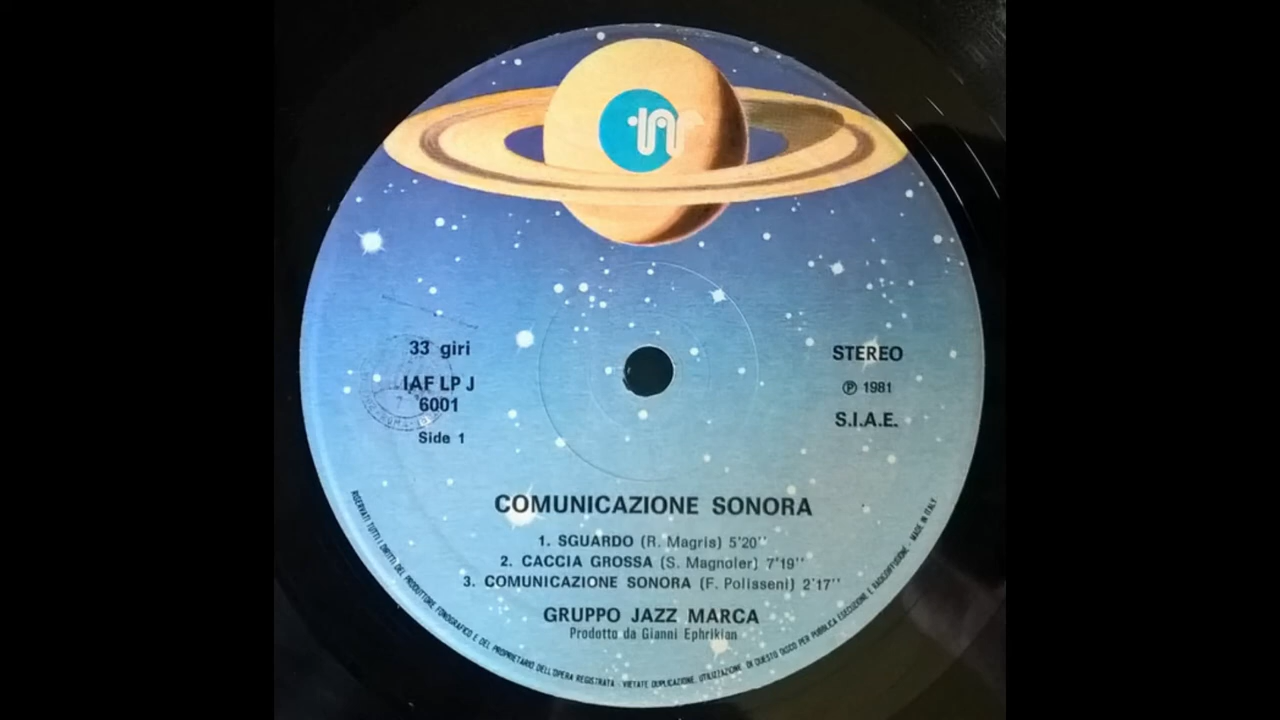 33 giri
IAF LP J
6001
Side 1
STEREO
℗ 1981
S.I.A.E.
COMUNICAZIONE SONORA
1. SGUARDO (R. Magris) 5'20''
2. CACCIA GROSSA (S. Magnoler) 7'19''
3. COMUNICAZIONE SONORA (F. Polisseni) 2'17''
GRUPPO JAZZ MARCA
Prodotto da Gianni Ephrikian
RISERVATI TUTTI I DIRITTI DEL PRODUTTORE FONOGRAFICO E DEL PROPRIETARIO DELL'OPERA REGISTRATA - VIETATE DUPLICAZIONE, UTILIZZAZIONE DI QUESTO DISCO PER PUBBLICA ESECUZIONE E RADIODIFFUSIONE - MADE IN ITALY